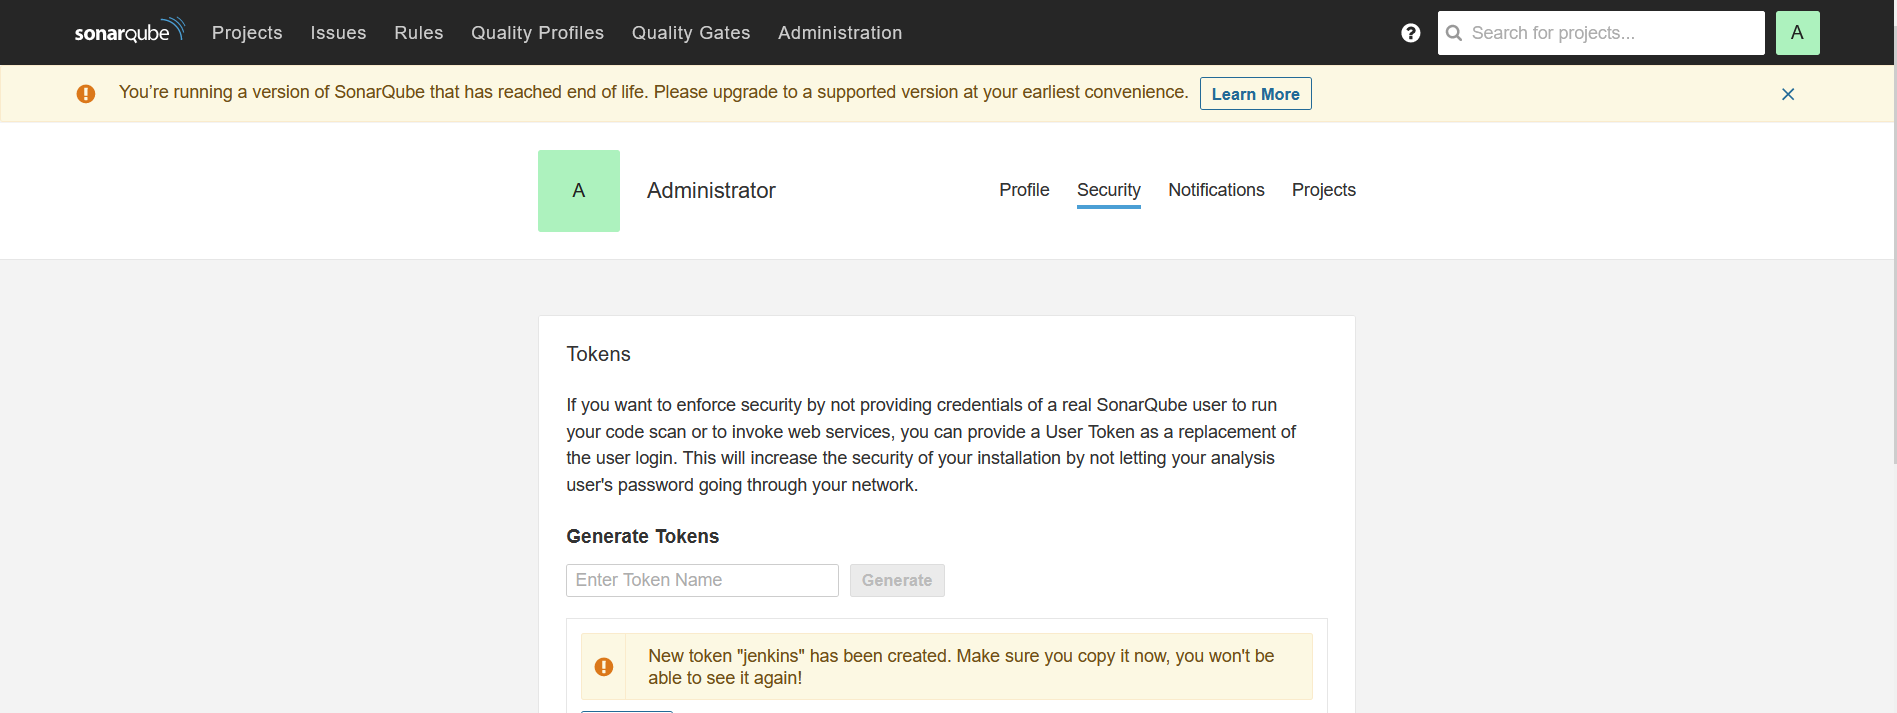 sonarqube Projects Issues Rules Quality Profiles Quality Gates Administration ? Search for projects... A
You’re running a version of SonarQube that has reached end of life. Please upgrade to a supported version at your earliest convenience. Learn More
A Administrator Profile Security Notifications Projects
Tokens
If you want to enforce security by not providing credentials of a real SonarQube user to run
your code scan or to invoke web services, you can provide a User Token as a replacement of
the user login. This will increase the security of your installation by not letting your analysis
user's password going through your network.
Generate Tokens
Enter Token Name Generate
New token "jenkins" has been created. Make sure you copy it now, you won't be
able to see it again!